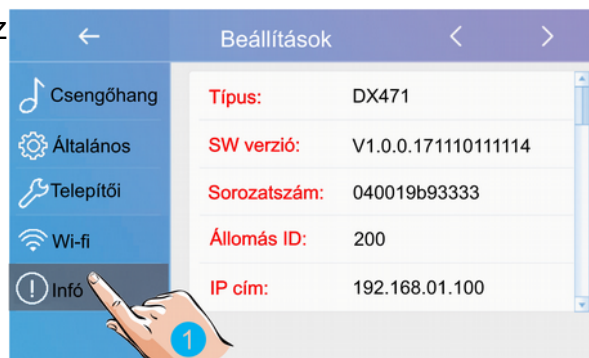 z
Beállítások
Csengőhang
Általános
Telepítői
Wi-fi
Infó
Típus: DX471
SW verzió: V1.0.0.171110111114
Sorozatszám: 040019b93333
Állomás ID: 200
IP cím: 192.168.01.100
1